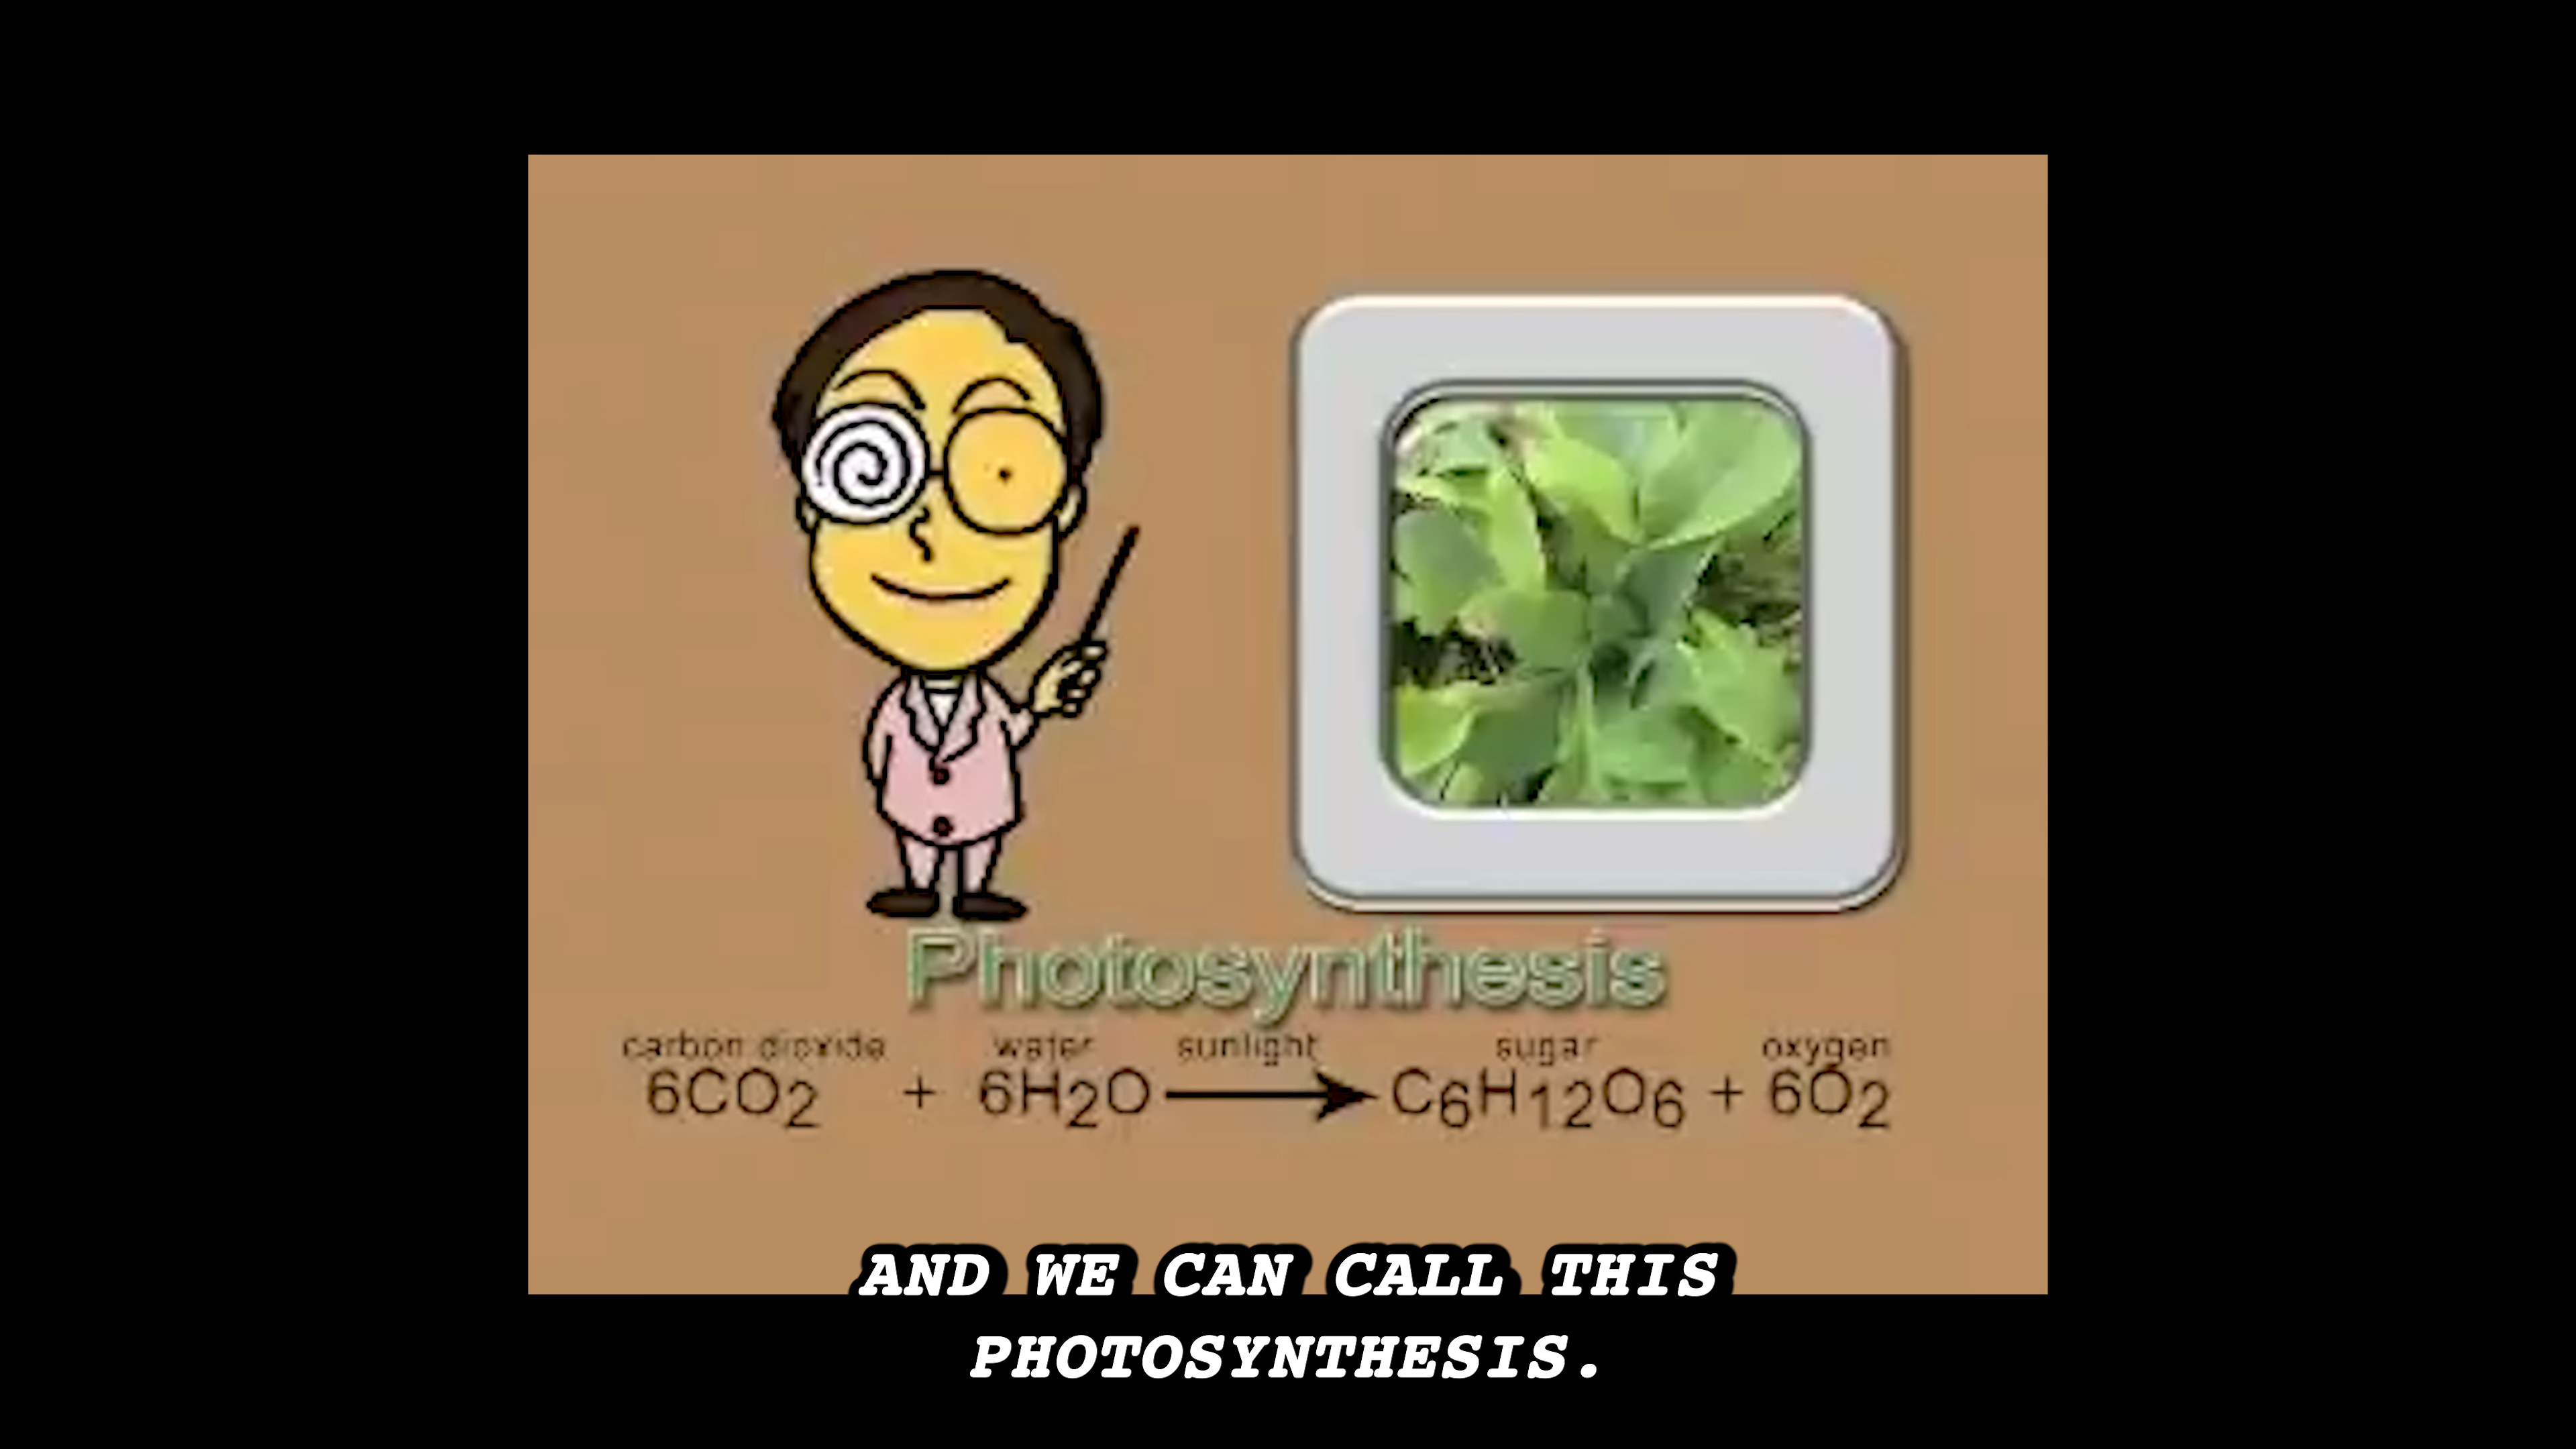 Photosynthesis
carbon dioxide water sunlight sugar oxygen
6CO2 + 6H2O → C6H12O6 + 6O2
AND WE CAN CALL THIS
PHOTOSYNTHESIS.